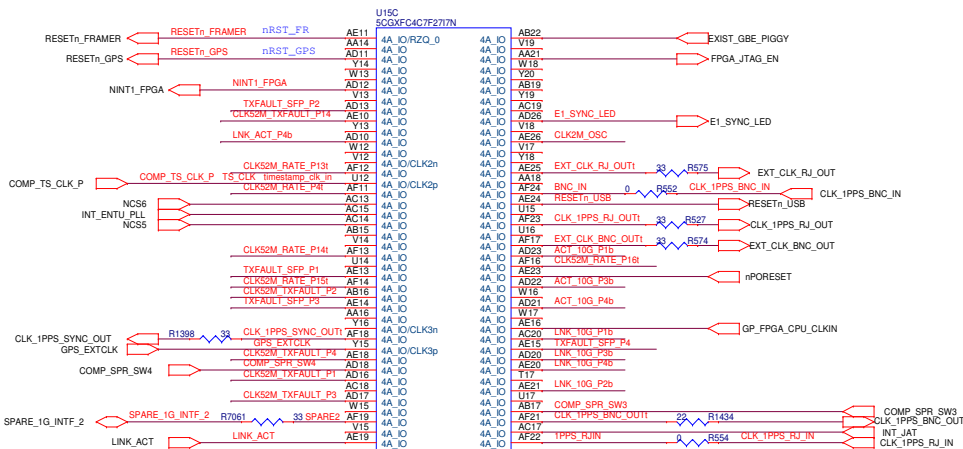 U15C
5CGXFC4C7F27I7N
RESETn_FRAMER RESETn_FRAMER nRST_FR AE11 4A_IO/RZQ_0 4A_IO AB22 EXIST_GBE_PIGGY
AA14 4A_IO 4A_IO V19
RESETn_GPS RESETn_GPS nRST_GPS AD11 4A_IO 4A_IO AA21 FPGA_JTAG_EN
Y14 4A_IO 4A_IO W18
W13 4A_IO 4A_IO Y20
NINT1_FPGA NINT1_FPGA AD12 4A_IO 4A_IO AB19
V13 4A_IO 4A_IO Y19
TXFAULT_SFP_P2 AD13 4A_IO 4A_IO AC19
CLK52M_TXFAULT_P14 AE10 4A_IO 4A_IO AD26 E1_SYNC_LED E1_SYNC_LED
Y13 4A_IO 4A_IO V18
LNK_ACT_P4b AD10 4A_IO 4A_IO AE26 CLK2M_OSC
W12 4A_IO 4A_IO V17
V12 4A_IO/CLK2n 4A_IO Y18
CLK52M_RATE_P13t AF12 4A_IO 4A_IO AE25 EXT_CLK_RJ_OUTt 33 R575 EXT_CLK_RJ_OUT
COMP_TS_CLK_P COMP_TS_CLK_P TS_CLK timestamp_clk_in U12 4A_IO/CLK2p 4A_IO AA18
CLK52M_RATE_P4t AF11 4A_IO 4A_IO AF24 BNC_IN 0 R552 CLK_1PPS_BNC_IN CLK_1PPS_BNC_IN
NCS6 AC13 4A_IO 4A_IO AE24 RESETn_USB RESETn_USB
INT_ENTU_PLL AC15 4A_IO 4A_IO U15
NCS5 AC14 4A_IO 4A_IO AF23 CLK_1PPS_RJ_OUTt 33 R527 CLK_1PPS_RJ_OUT
AB15 4A_IO 4A_IO U16
V14 4A_IO 4A_IO AF17 EXT_CLK_BNC_OUTt 33 R574 EXT_CLK_BNC_OUT
CLK52M_RATE_P14t AF13 4A_IO 4A_IO AD23 ACT_10G_P1b
U14 4A_IO 4A_IO AF16 CLK52M_RATE_P16t
TXFAULT_SFP_P1 AE13 4A_IO 4A_IO AE23 nPORESET
CLK52M_RATE_P15t AF14 4A_IO 4A_IO AD22 ACT_10G_P3b
CLK52M_TXFAULT_P2 AB16 4A_IO 4A_IO W16
TXFAULT_SFP_P3 AE14 4A_IO 4A_IO AD21 ACT_10G_P4b
AA16 4A_IO 4A_IO W17
Y16 4A_IO/CLK3n 4A_IO AE16 GP_FPGA_CPU_CLKIN
CLK_1PPS_SYNC_OUT R1398 33 CLK_1PPS_SYNC_OUTt AF18 4A_IO 4A_IO AC20 LNK_10G_P1b
GPS_EXTCLK GPS_EXTCLK Y15 4A_IO/CLK3p 4A_IO AE15 TXFAULT_SFP_P4
CLK52M_TXFAULT_P4 AE18 4A_IO 4A_IO AD20 LNK_10G_P3b
COMP_SPR_SW4 AD18 4A_IO 4A_IO AE20 LNK_10G_P4b
CLK52M_TXFAULT_P1 AD16 4A_IO 4A_IO T17
AC18 4A_IO 4A_IO AE21 LNK_10G_P2b
CLK52M_TXFAULT_P3 AD17 4A_IO 4A_IO U17
W15 4A_IO 4A_IO AB17 COMP_SPR_SW3 COMP_SPR_SW3
SPARE_1G_INTF_2 SPARE_1G_INTF_2 R7061 33 SPARE2 AF19 4A_IO 4A_IO AF21 CLK_1PPS_BNC_OUTt 22 R1434 CLK_1PPS_BNC_OUT
V15 4A_IO 4A_IO AC17 INT_JAT
LINK_ACT LINK_ACT AE19 4A_IO 4A_IO AF22 1PPS_RJIN 0 R554 CLK_1PPS_RJ_IN CLK_1PPS_RJ_IN